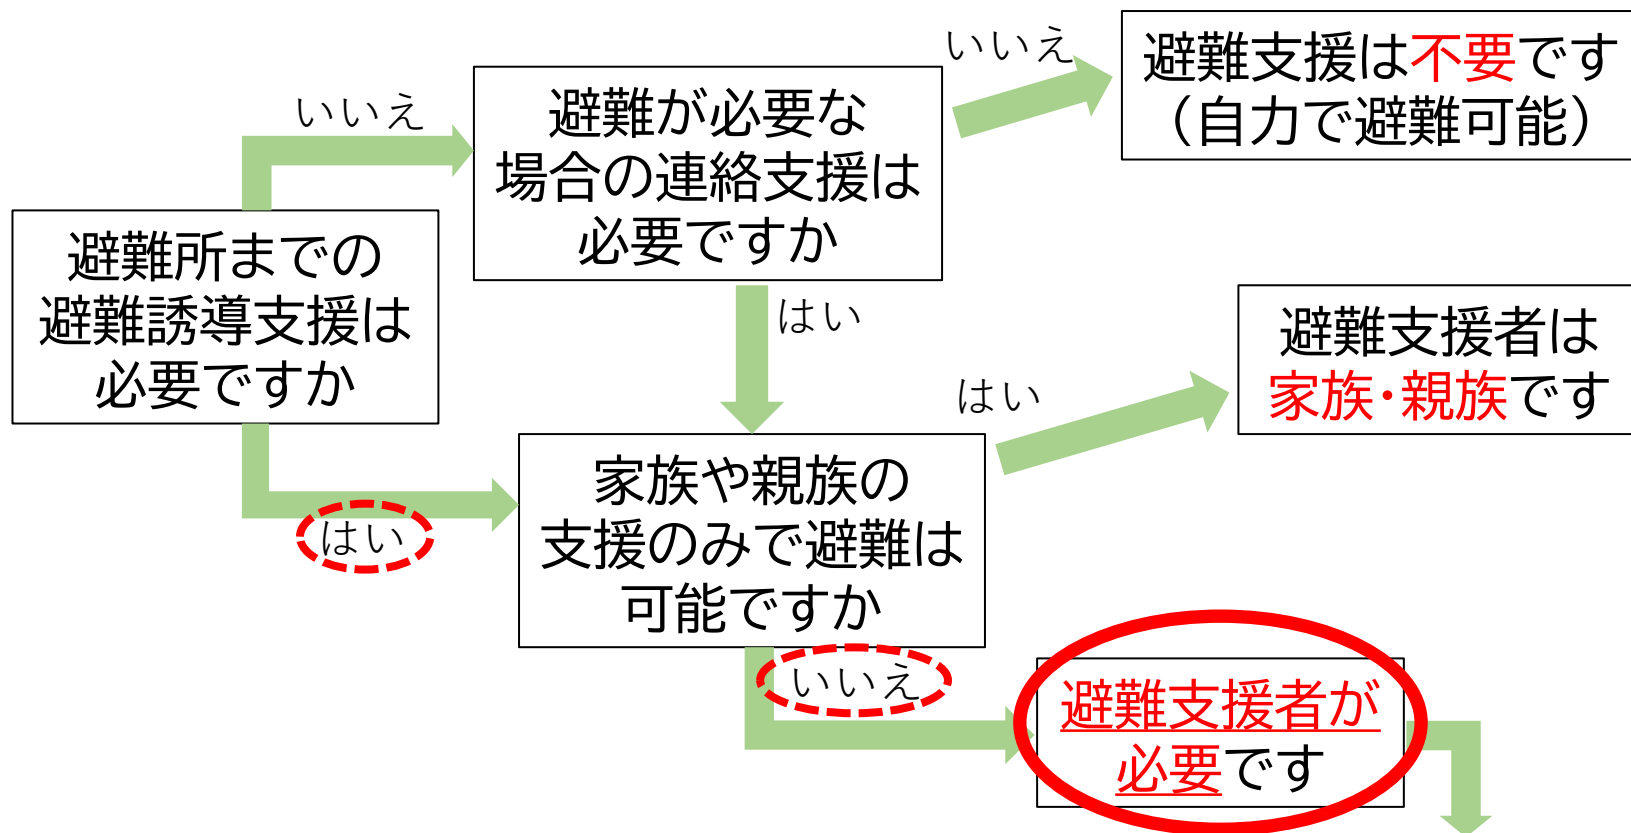 避難所までの
避難誘導支援は
必要ですか
いいえ
はい
避難が必要な
場合の連絡支援は
必要ですか
いいえ
はい
避難支援は不要です
（自力で避難可能）
家族や親族の
支援のみで避難は
可能ですか
はい
いいえ
避難支援者は
家族・親族です
避難支援者が
必要です